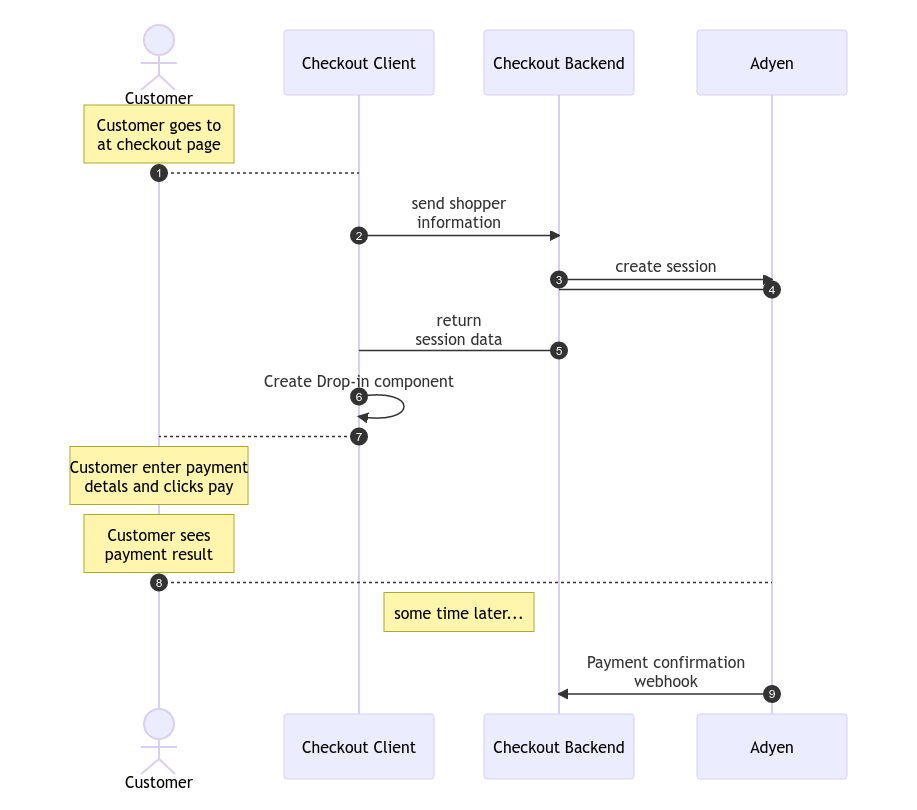 Checkout Client
Checkout Backend
Adyen
Customer
Customer goes to
at checkout page
1
send shopper
information
2
create session
3
4
return
session data
5
Create Drop-in component
6
7
Customer enter payment
detals and clicks pay
Customer sees
payment result
8
some time later...
Payment confirmation
webhook
9
Checkout Client
Checkout Backend
Adyen
Customer